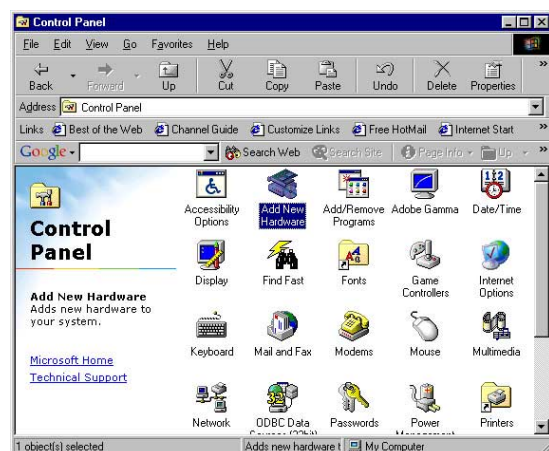 Control Panel
File Edit View Go Favorites Help
Back Forward Up Cut Copy Paste Undo Delete Properties »
Address Control Panel
Links Best of the Web Channel Guide Customize Links Free HotMail Internet Start »
Google Search Web Search Site Page Info Up »
Control
Panel
Add New Hardware
Adds new hardware to
your system.
Microsoft Home
Technical Support
Accessibility
Options
Add New
Hardware
Add/Remove
Programs
Adobe Gamma
Date/Time
Display
Find Fast
Fonts
Game
Controllers
Internet
Options
Keyboard
Mail and Fax
Modems
Mouse
Multimedia
Network
ODBC Data
Sources (32bit)
Passwords
Power
Management
Printers
1 object(s) selected Adds new hardware t My Computer